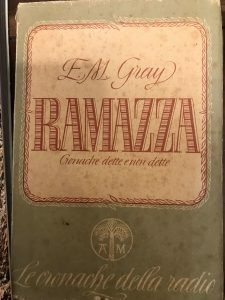 E.M. Gray
RAMAZZA
Cronache dette e non dette
A M
Le cronache della radio